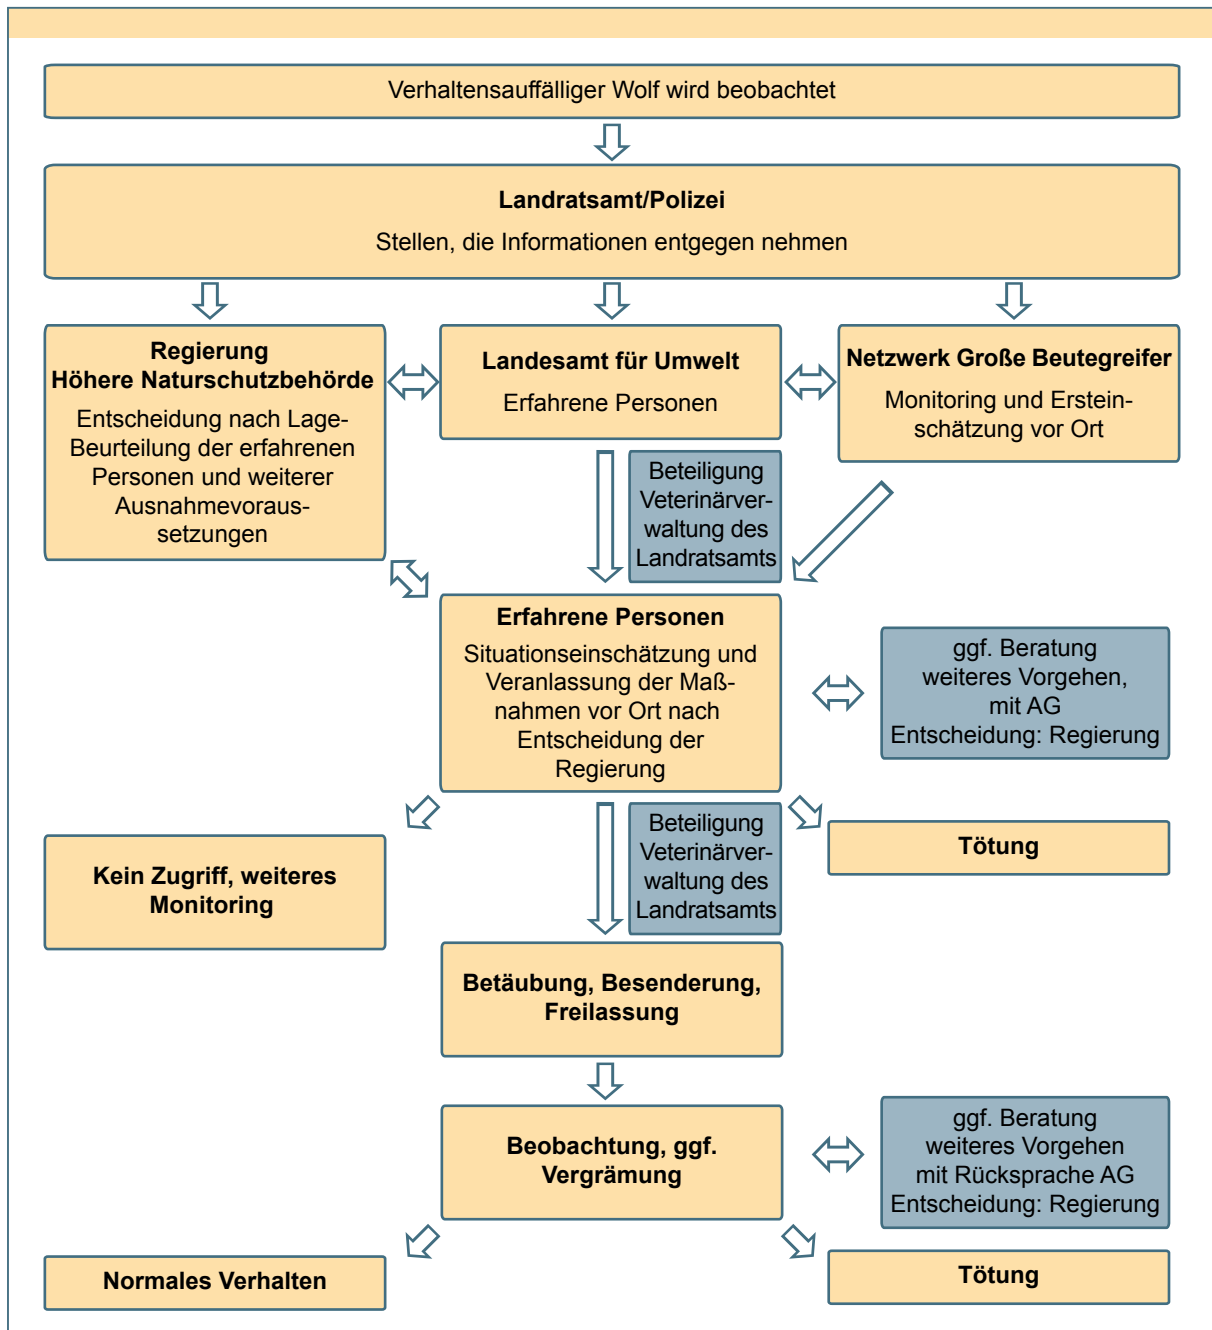 Verhaltensauffälliger Wolf wird beobachtet
Landratsamt/Polizei
Stellen, die Informationen entgegen nehmen
Regierung
Höhere Naturschutzbehörde
Entscheidung nach Lage-
Beurteilung der erfahrenen
Personen und weiterer
Ausnahmevoraus-
setzungen
Landesamt für Umwelt
Erfahrene Personen
Netzwerk Große Beutegreifer
Monitoring und Erstein-
schätzung vor Ort
Beteiligung
Veterinärver-
waltung des
Landratsamts
Erfahrene Personen
Situationseinschätzung und
Veranlassung der Maß-
nahmen vor Ort nach
Entscheidung der
Regierung
ggf. Beratung
weiteres Vorgehen,
mit AG
Entscheidung: Regierung
Kein Zugriff, weiteres
Monitoring
Beteiligung
Veterinärver-
waltung des
Landratsamts
Tötung
Betäubung, Besenderung,
Freilassung
Beobachtung, ggf.
Vergrämung
ggf. Beratung
weiteres Vorgehen
mit Rücksprache AG
Entscheidung: Regierung
Normales Verhalten
Tötung